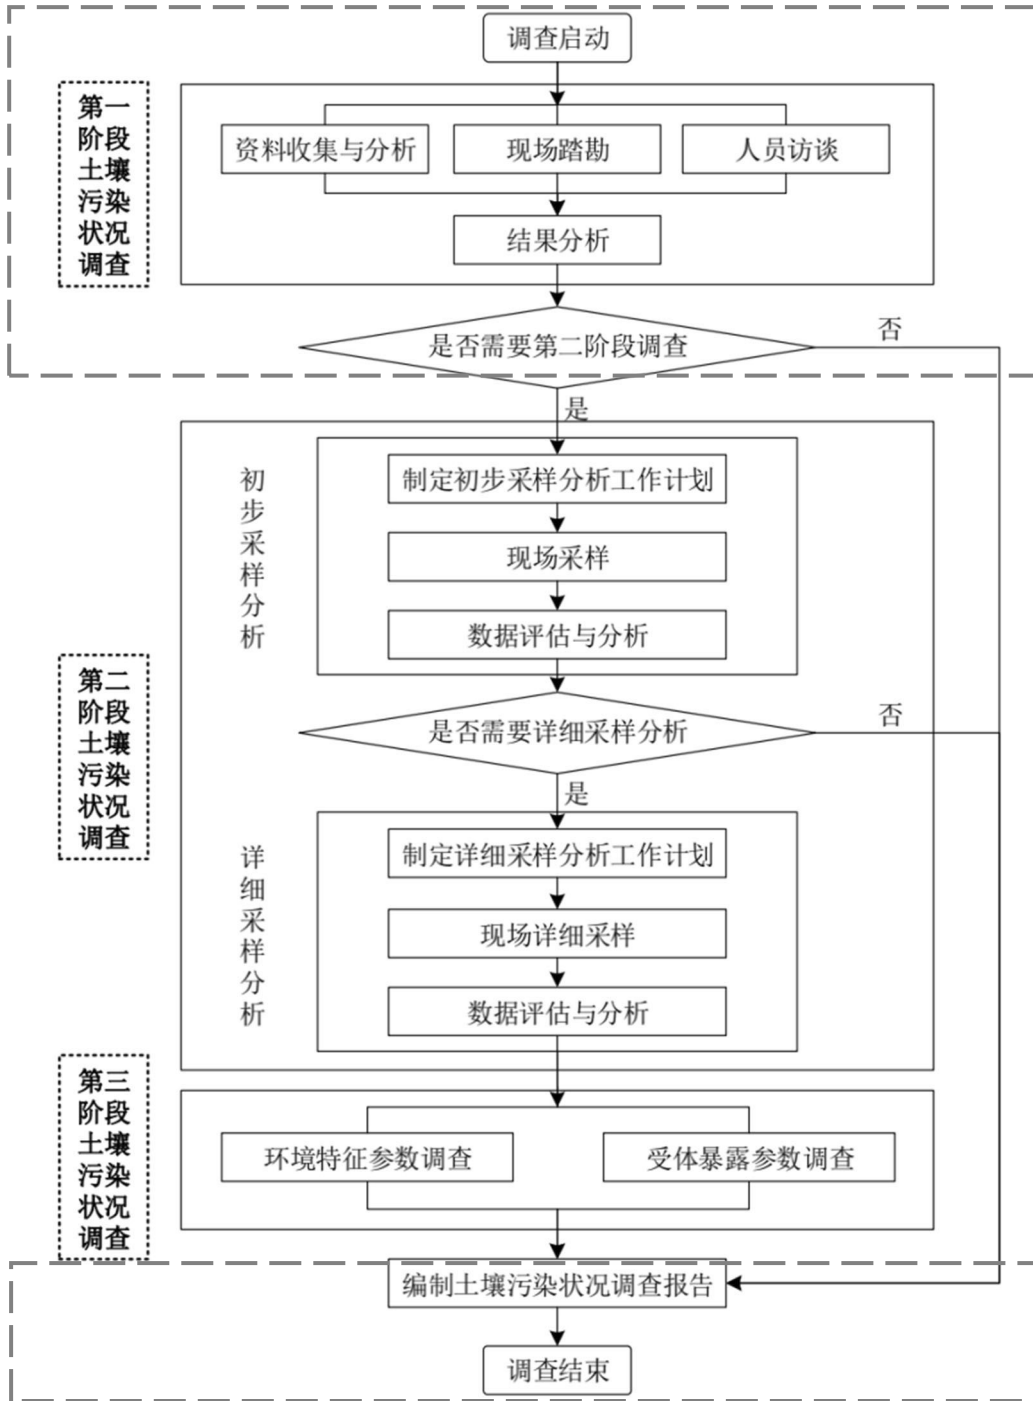 调查启动
第一
阶段
土壤
污染
状况
调查
资料收集与分析
现场踏勘
人员访谈
结果分析
是否需要第二阶段调查
否
是
初
步
采
样
分
析
制定初步采样分析工作计划
现场采样
数据评估与分析
第二
阶段
土壤
污染
状况
调查
是否需要详细采样分析
否
是
详
细
采
样
分
析
制定详细采样分析工作计划
现场详细采样
数据评估与分析
第三
阶段
土壤
污染
状况
调查
环境特征参数调查
受体暴露参数调查
编制土壤污染状况调查报告
调查结束